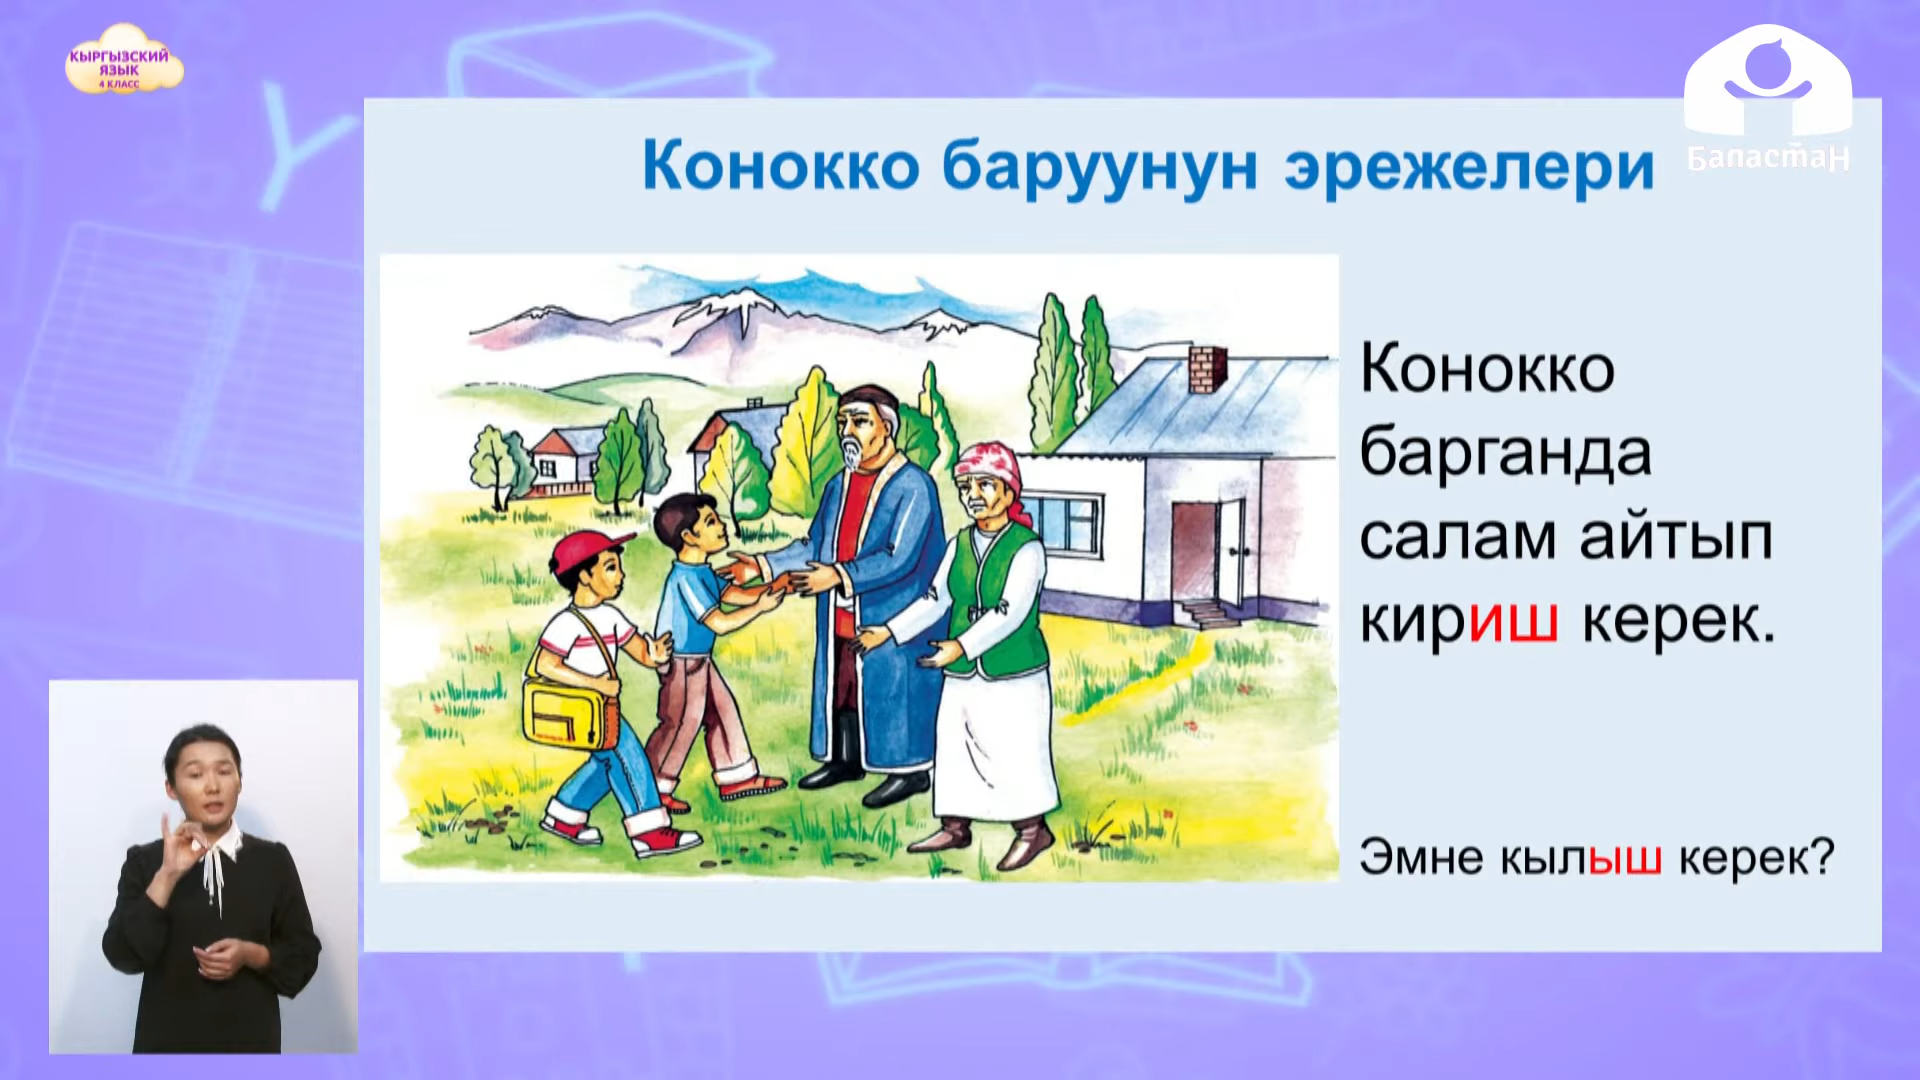 КЫРГЫЗСКИЙ
ЯЗЫК
4 КЛАСС
Баластан
Конокко баруунун эрежелери
Конокко
барганда
салам айтып
кириш керек.
Эмне кылыш керек?